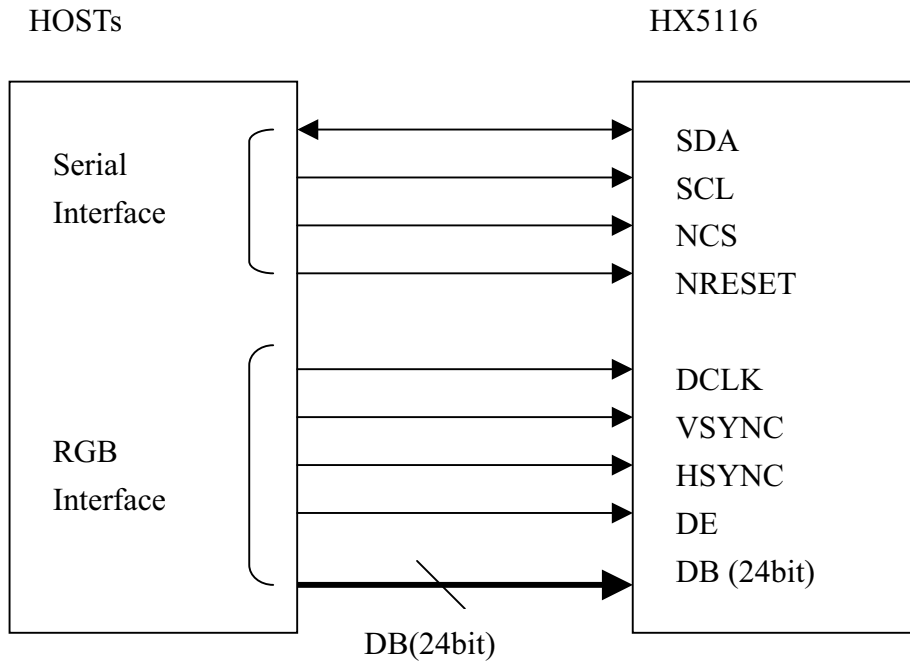 HOSTs
HX5116
Serial
Interface
SDA
SCL
NCS
NRESET
RGB
Interface
DCLK
VSYNC
HSYNC
DE
DB (24bit)
DB(24bit)